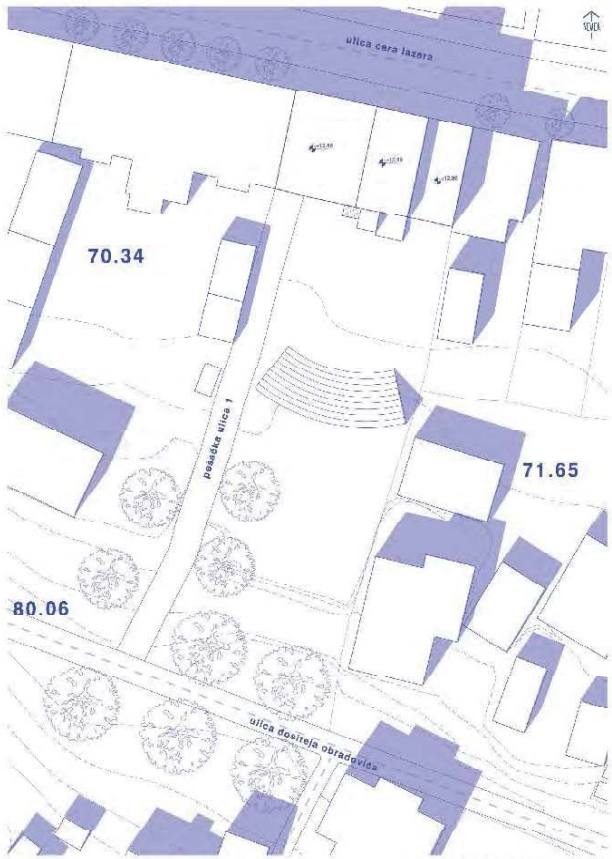 SEVER
ulica cara lazara
70.34
pešačka ulica 1
71.65
80.06
ulica dositeja obradovića